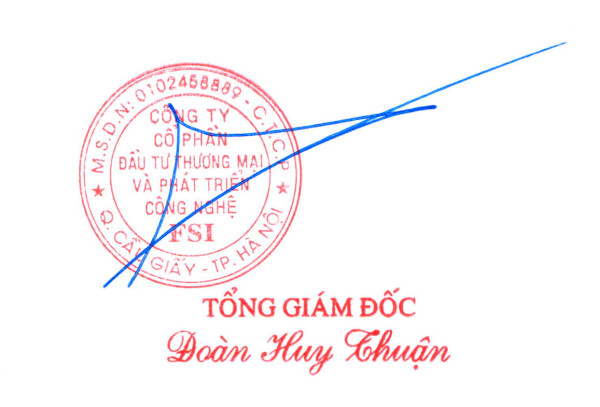 M.S.D.N: 0102458889 - C.T.C.P
CÔNG TY
CỔ PHẦN
ĐẦU TƯ THƯƠNG MẠI
VÀ PHÁT TRIỂN
CÔNG NGHỆ
FSI
Q. CẦU GIẤY - TP. HÀ NỘI
TỔNG GIÁM ĐỐC
Đoàn Huy Thuận